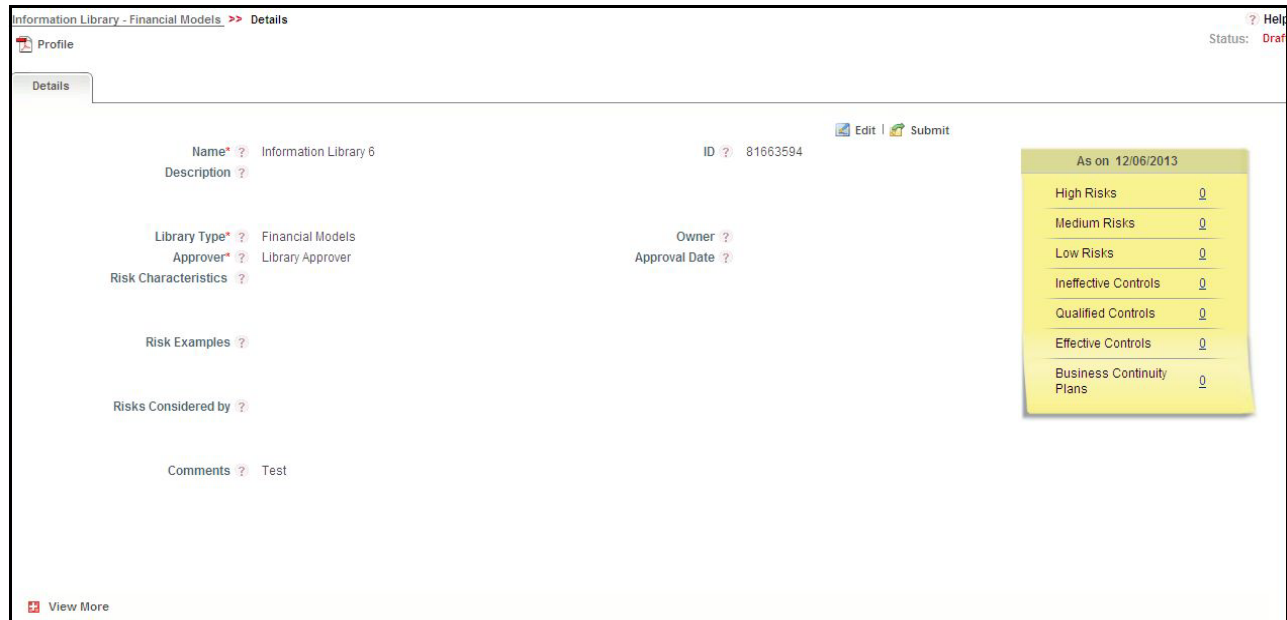 Information Library - Financial Models >> Details
? Help
Profile
Status: Draf
Details
Edit | Submit
Name* ? Information Library 6
ID ? 81663594
Description ?
Library Type* ? Financial Models
Owner ?
Approver* ? Library Approver
Approval Date ?
Risk Characteristics ?
Risk Examples ?
Risks Considered by ?
Comments ? Test
As on 12/06/2013
High Risks 0
Medium Risks 0
Low Risks 0
Ineffective Controls 0
Qualified Controls 0
Effective Controls 0
Business Continuity
Plans 0
View More